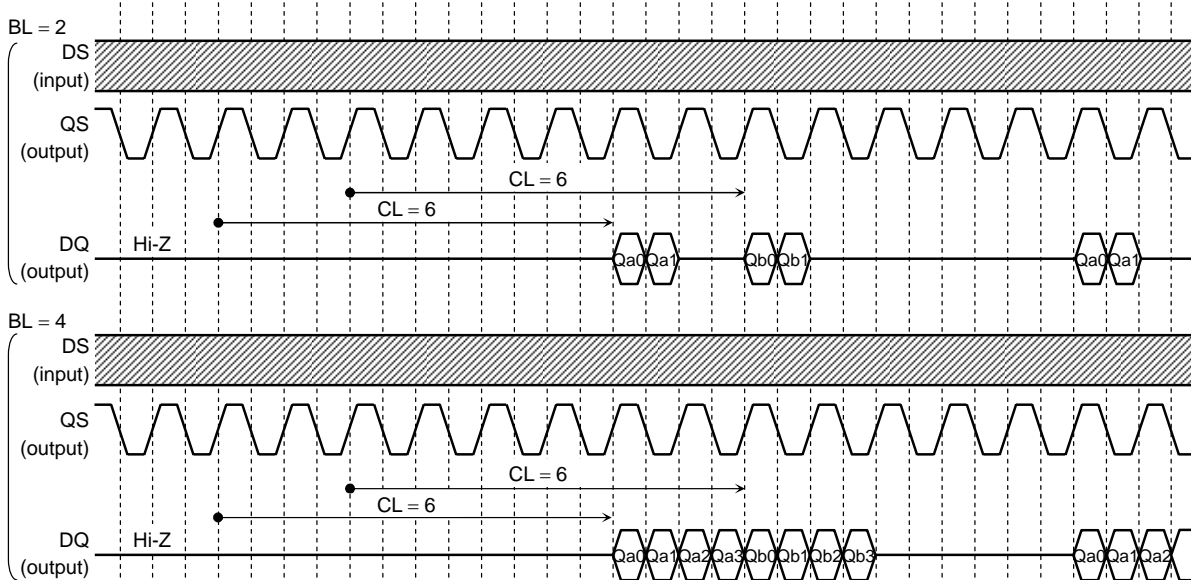 BL = 2
DS
(input)
QS
(output)
CL = 6
CL = 6
DQ
(output)
Hi-Z
Qa0 Qa1 Qb0 Qb1 Qa0 Qa1
BL = 4
DS
(input)
QS
(output)
CL = 6
CL = 6
DQ
(output)
Hi-Z
Qa0 Qa1 Qa2 Qa3 Qb0 Qb1 Qb2 Qb3 Qa0 Qa1 Qa2